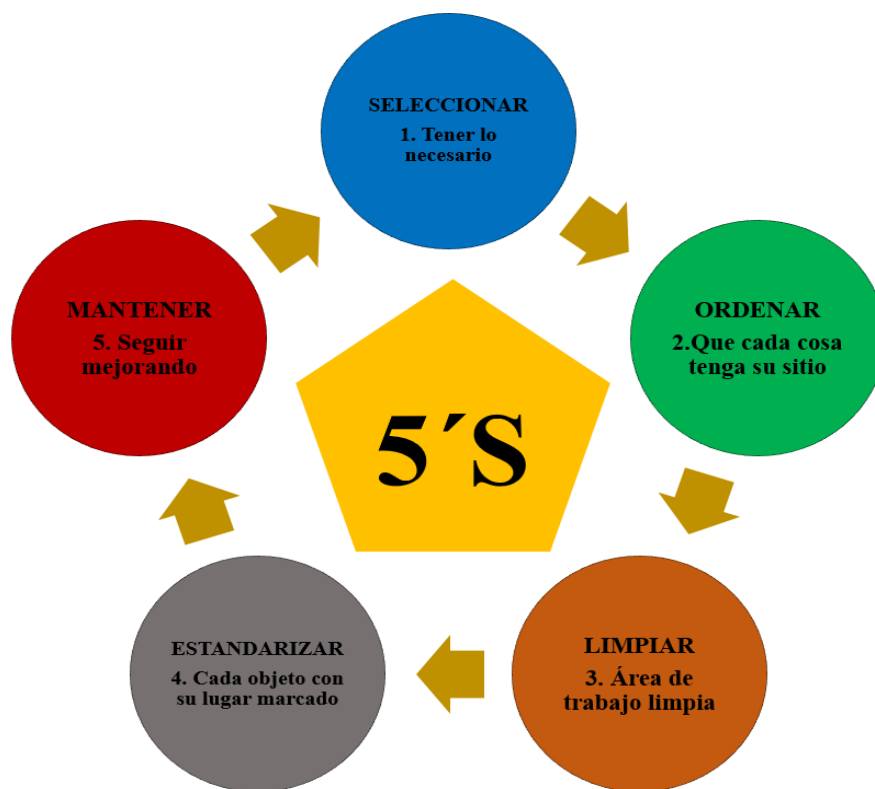 SELECCIONAR
1. Tener lo
necesario
ORDENAR
2.Que cada cosa
tenga su sitio
LIMPIAR
3. Área de
trabajo limpia
ESTANDARIZAR
4. Cada objeto con
su lugar marcado
MANTENER
5. Seguir
mejorando
5´S